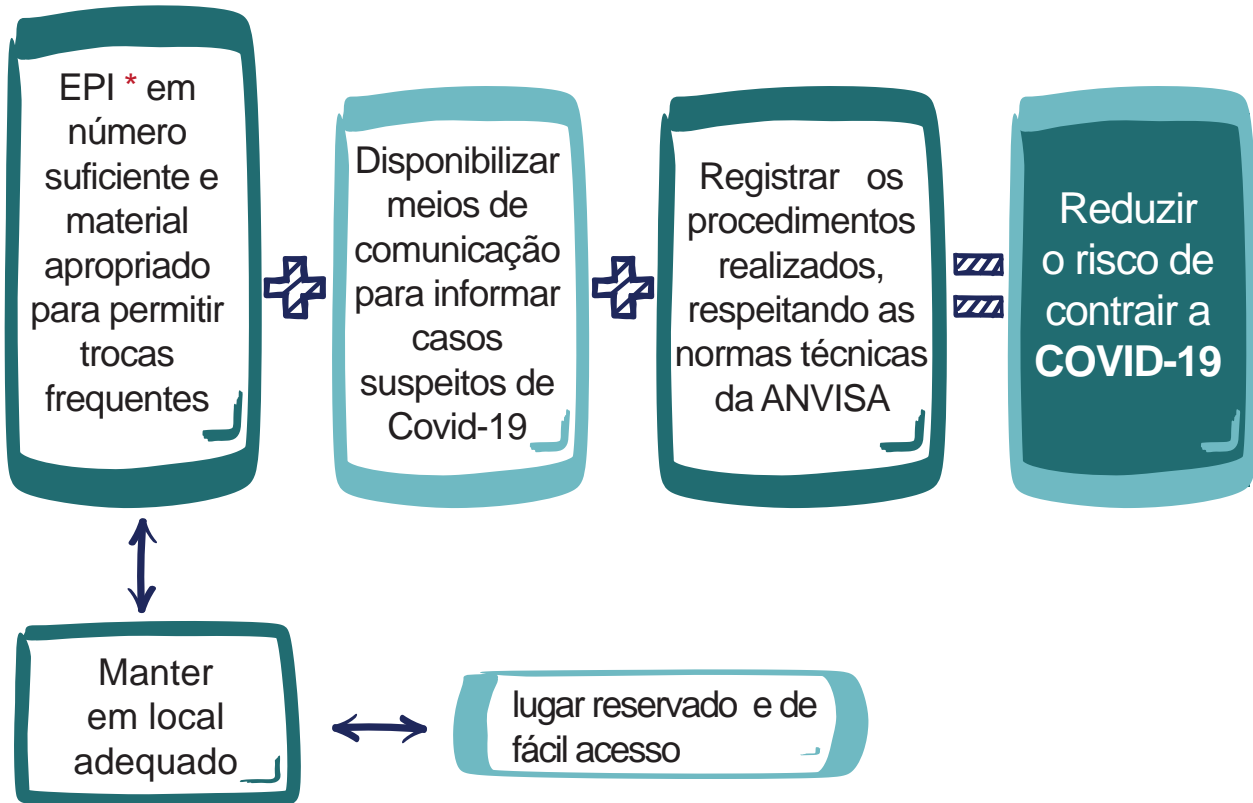 EPI * em
número
suficiente e
material
apropriado
para permitir
trocas
frequentes
Disponibilizar
meios de
comunicação
para informar
casos
suspeitos de
Covid-19
Registrar os
procedimentos
realizados,
respeitando as
normas técnicas
da ANVISA
Reduzir
o risco de
contrair a
COVID-19
Manter
em local
adequado
lugar reservado e de
fácil acesso